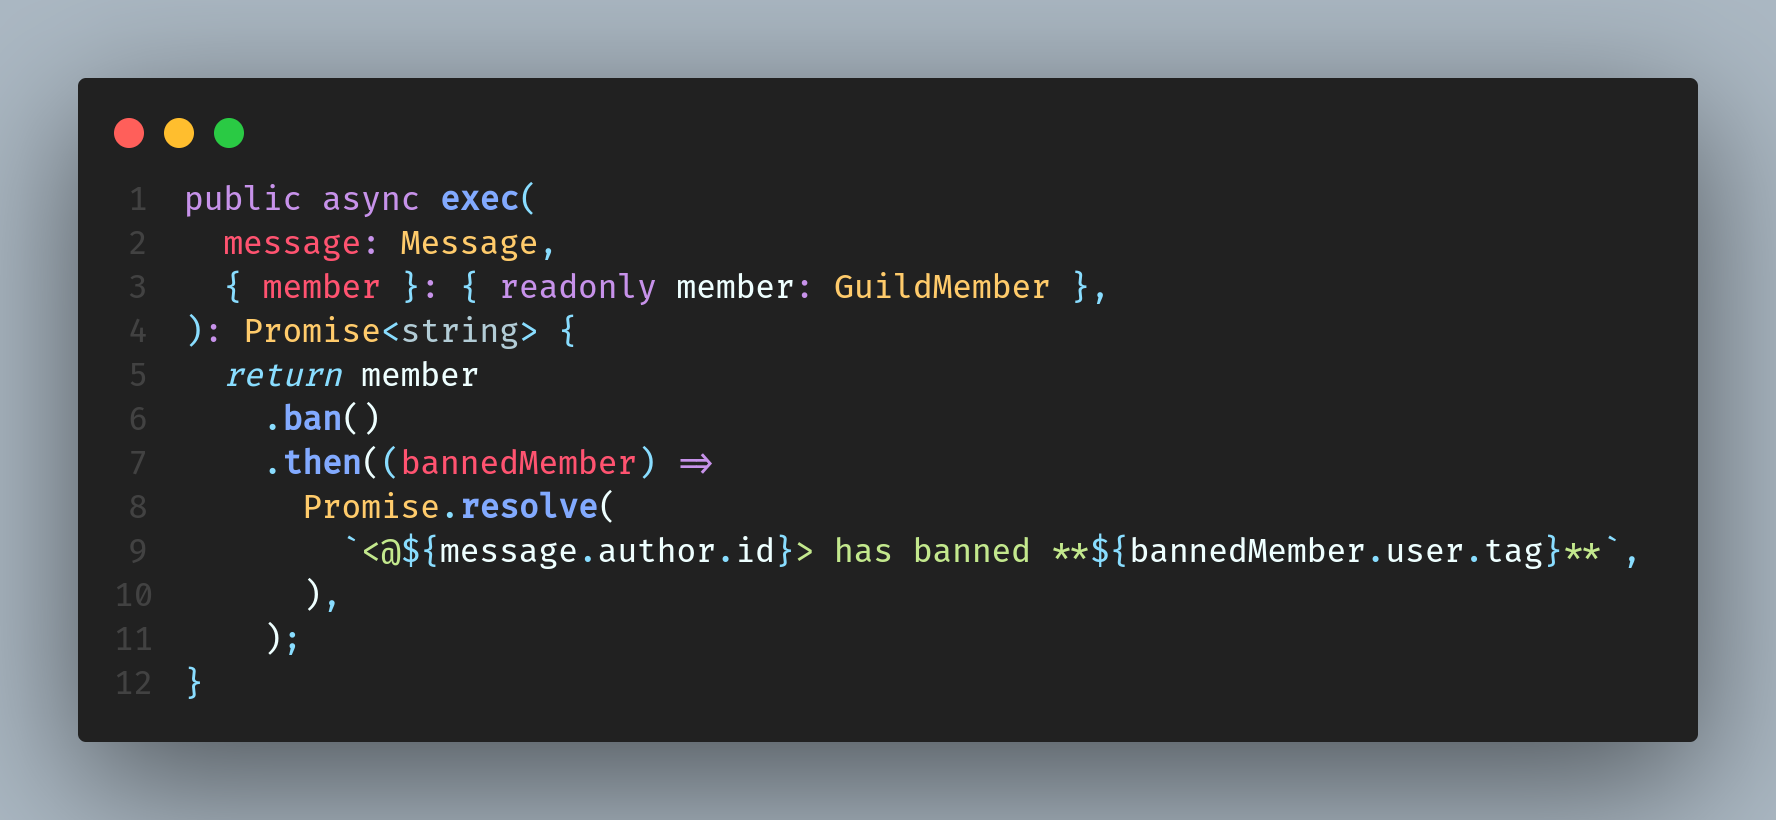 1 public async exec(
2   message: Message,
3   { member }: { readonly member: GuildMember },
4 ): Promise<string> {
5   return member
6     .ban()
7     .then((bannedMember) =>
8       Promise.resolve(
9         `<@${message.author.id}> has banned **${bannedMember.user.tag}**`,
10       ),
11     );
12 }